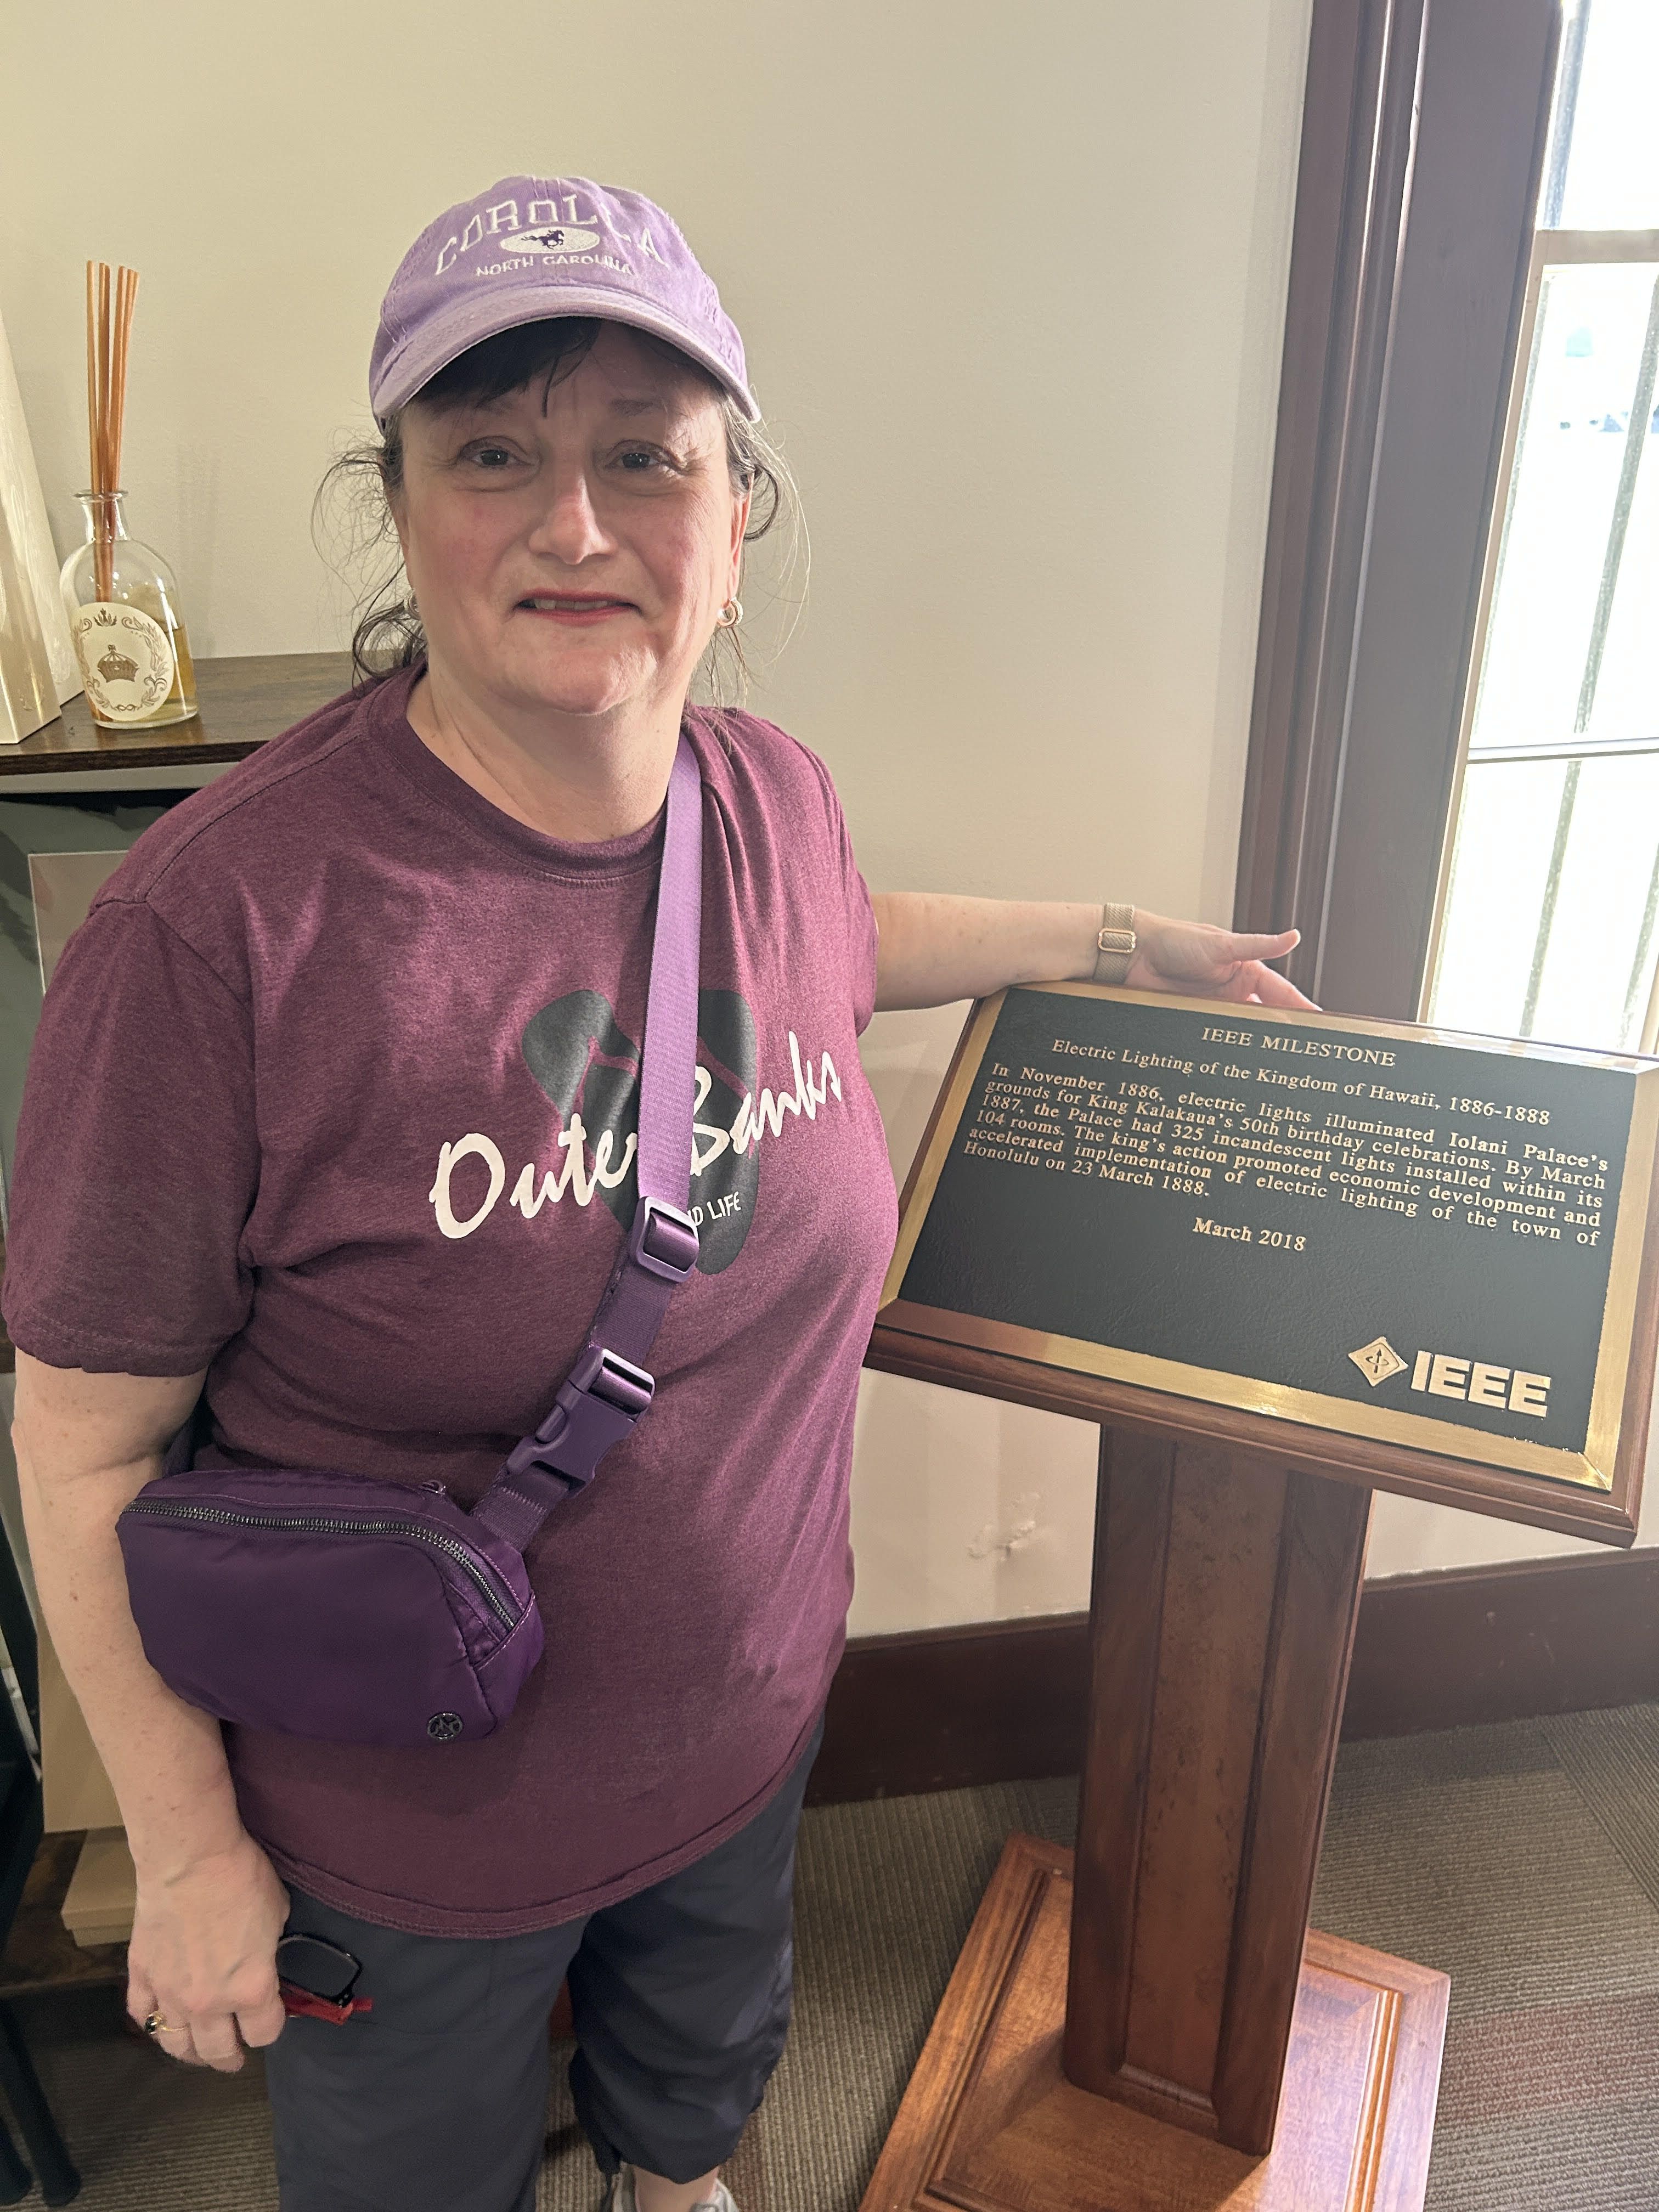 COROLLA
NORTH CAROLINA
Outer Banks
LIFE
IEEE MILESTONE
Electric Lighting of the Kingdom of Hawaii, 1886-1888
In November 1886, electric lights illuminated Iolani Palace's
grounds for King Kalakaua's 50th birthday celebrations. By March
1887, the Palace had 325 incandescent lights installed within its
104 rooms. The king's action promoted economic development and
accelerated implementation of electric lighting of the town of
Honolulu on 23 March 1888.
March 2018
IEEE